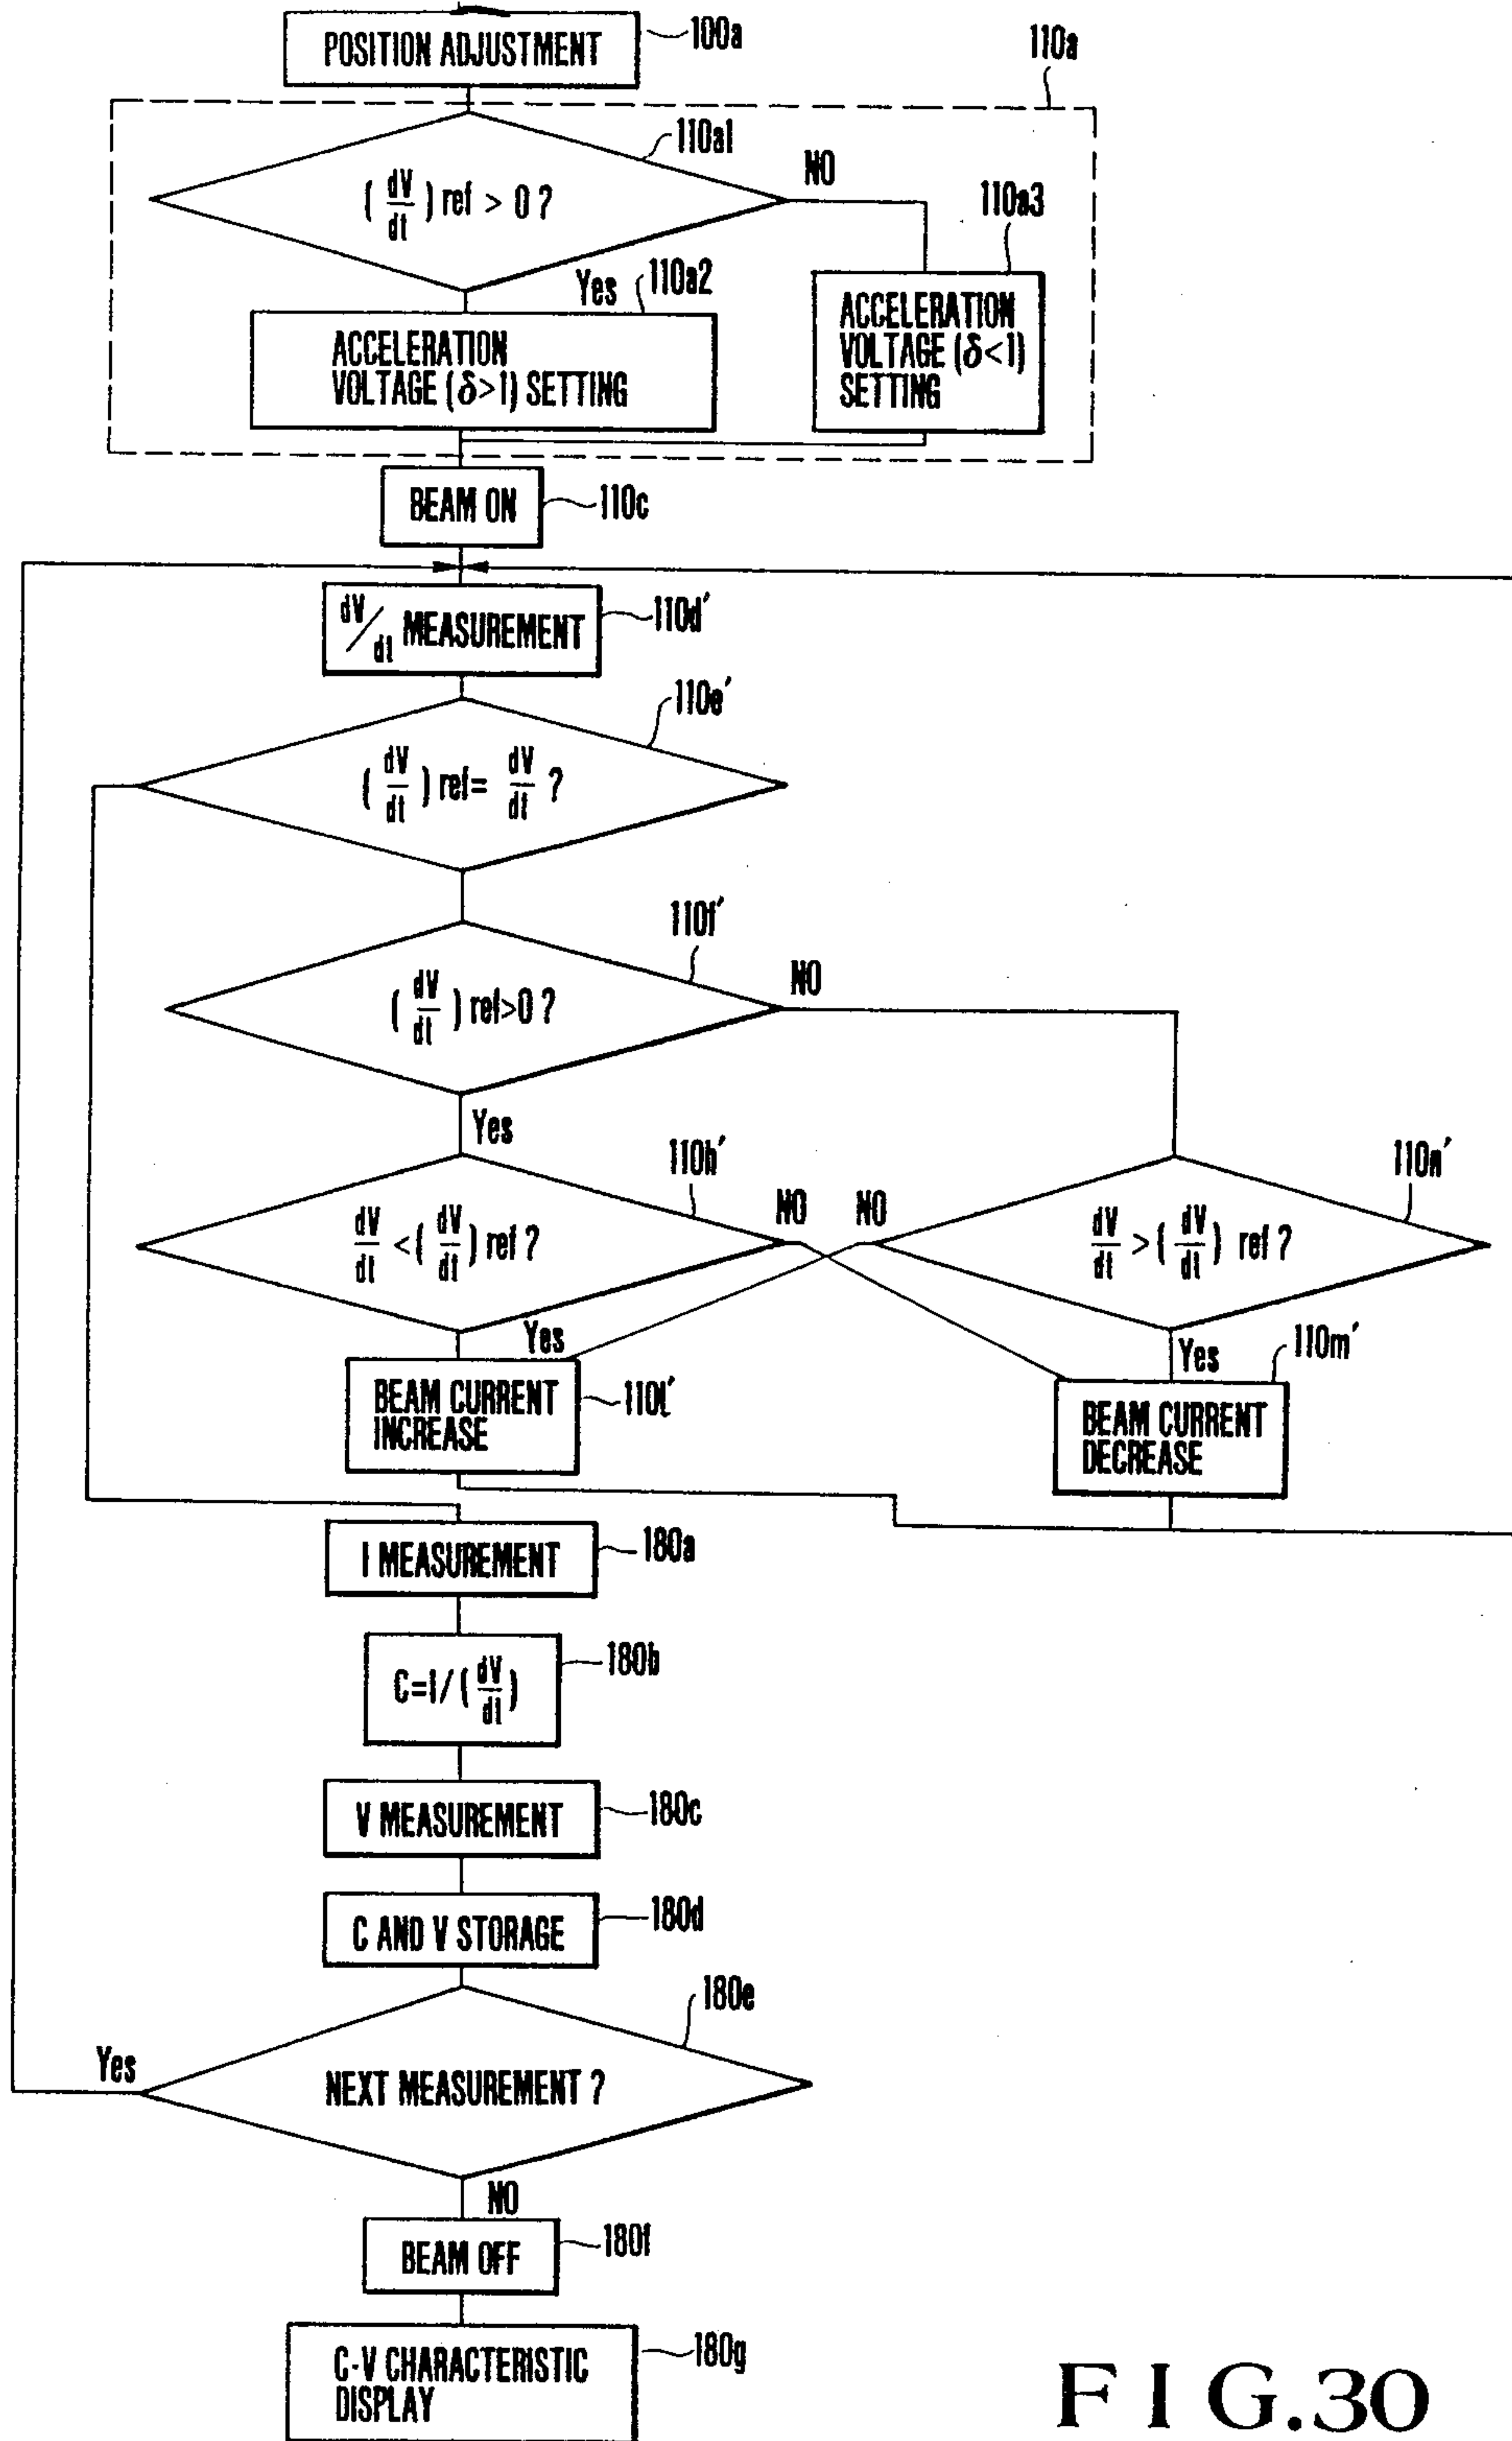 POSITION ADJUSTMENT
100a
110a
110a1
(dV/dt) ref > 0 ?
NO
110a3
Yes
110a2
ACCELERATION
VOLTAGE (δ>1) SETTING
ACCELERATION
VOLTAGE (δ<1)
SETTING
BEAM ON
110c
dV/dt MEASUREMENT
110d'
110e'
(dV/dt) ref = dV/dt ?
110f'
(dV/dt) ref>0 ?
NO
Yes
110h'
dV/dt < (dV/dt) ref ?
NO
NO
110n'
dV/dt > (dV/dt) ref ?
Yes
Yes
110m'
BEAM CURRENT
INCREASE
110l'
BEAM CURRENT
DECREASE
I MEASUREMENT
180a
C=I/(dV/dt)
180b
V MEASUREMENT
180c
C AND V STORAGE
180d
180e
Yes
NEXT MEASUREMENT ?
NO
BEAM OFF
180f
C-V CHARACTERISTIC
DISPLAY
180g
FIG.30